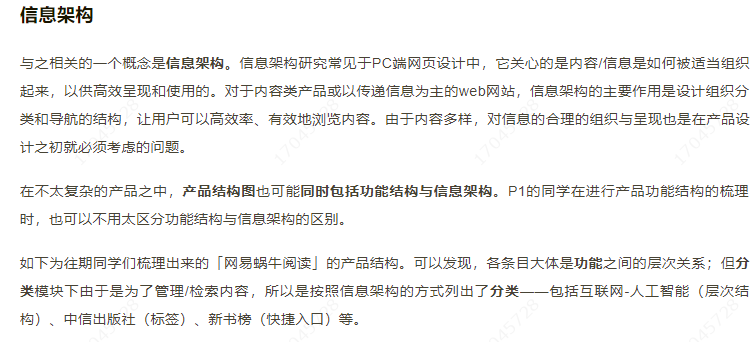 信息架构
与之相关的一个概念是信息架构。信息架构研究常见于PC端网页设计中，它关心的是内容/信息是如何被适当组织
起来，以供高效呈现和使用的。对于内容类产品或以传递信息为主的web网站，信息架构的主要作用是设计组织分
类和导航的结构，让用户可以高效率、有效地浏览内容。由于内容多样，对信息的合理的组织与呈现也是在产品设
计之初就必须考虑的问题。
在不太复杂的产品之中，产品结构图也可能同时包括功能结构与信息架构。P1的同学在进行产品功能结构的梳理
时，也可以不用太区分功能结构与信息架构的区别。
如下为往期同学们梳理出来的「网易蜗牛阅读」的产品结构。可以发现，各条目大体是功能之间的层次关系；但分
类模块下由于是为了管理/检索内容，所以是按照信息架构的方式列出了分类——包括互联网-人工智能（层次结
构）、中信出版社（标签）、新书榜（快捷入口）等。